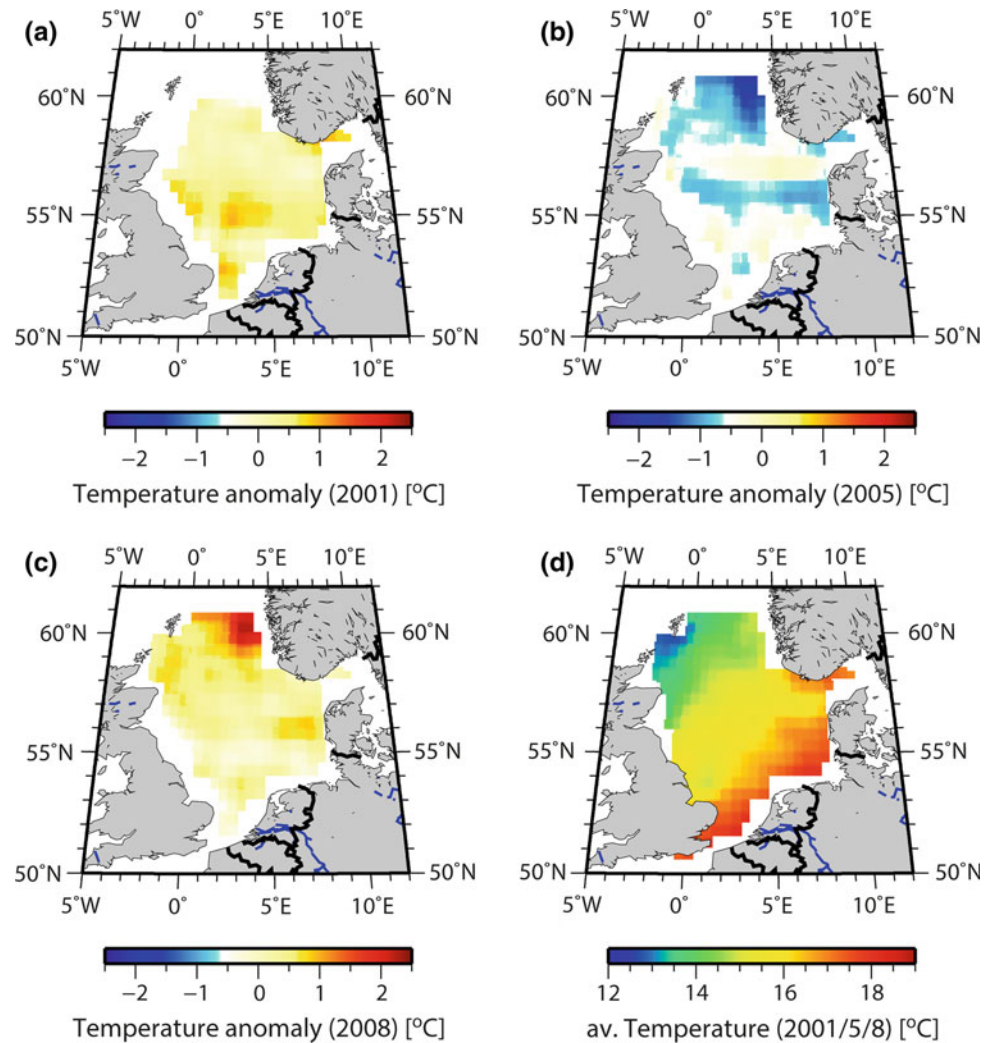 (a)
5˚W 0˚ 5˚E 10˚E
60˚N 60˚N
55˚N 55˚N
50˚N 50˚N
5˚W 0˚ 5˚E 10˚E
−2 −1 0 1 2
Temperature anomaly (2001) [°C]
(b)
5˚W 0˚ 5˚E 10˚E
60˚N 60˚N
55˚N 55˚N
50˚N 50˚N
5˚W 0˚ 5˚E 10˚E
−2 −1 0 1 2
Temperature anomaly (2005) [°C]
(c)
5˚W 0˚ 5˚E 10˚E
60˚N 60˚N
55˚N 55˚N
50˚N 50˚N
5˚W 0˚ 5˚E 10˚E
−2 −1 0 1 2
Temperature anomaly (2008) [°C]
(d)
5˚W 0˚ 5˚E 10˚E
60˚N 60˚N
55˚N 55˚N
50˚N 50˚N
5˚W 0˚ 5˚E 10˚E
12 14 16 18
av. Temperature (2001/5/8) [°C]